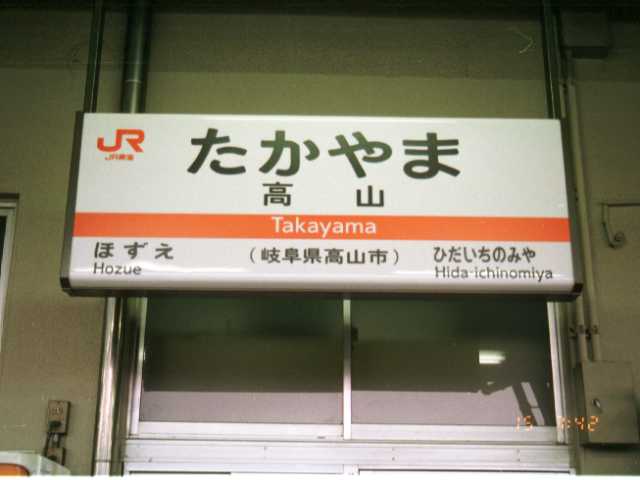 JR
JR東海
たかやま
高山
Takayama
ほずえ
Hozue
（岐阜県高山市）
ひだいちのみや
Hida-ichinomiya